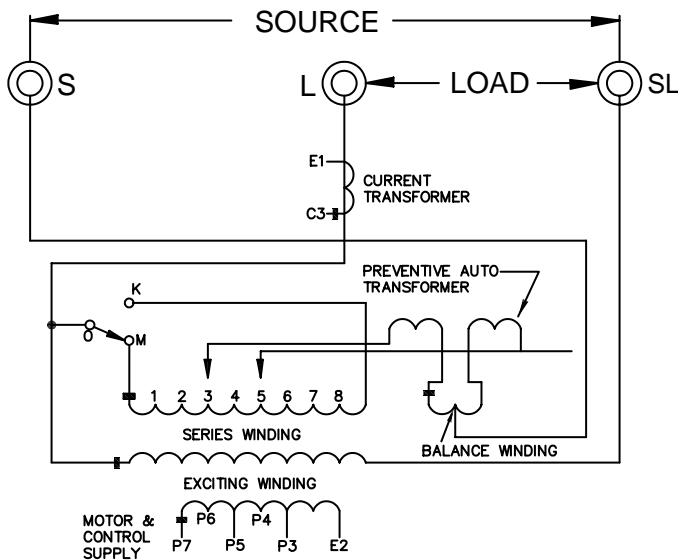 SOURCE
S
L
LOAD
SL
E1
CURRENT
TRANSFORMER
C3
PREVENTIVE AUTO
TRANSFORMER
K
O
M
1 2 3 4 5 6 7 8
SERIES WINDING
BALANCE WINDING
EXCITING WINDING
MOTOR &
CONTROL
SUPPLY
P6 P4
P7 P5 P3 E2